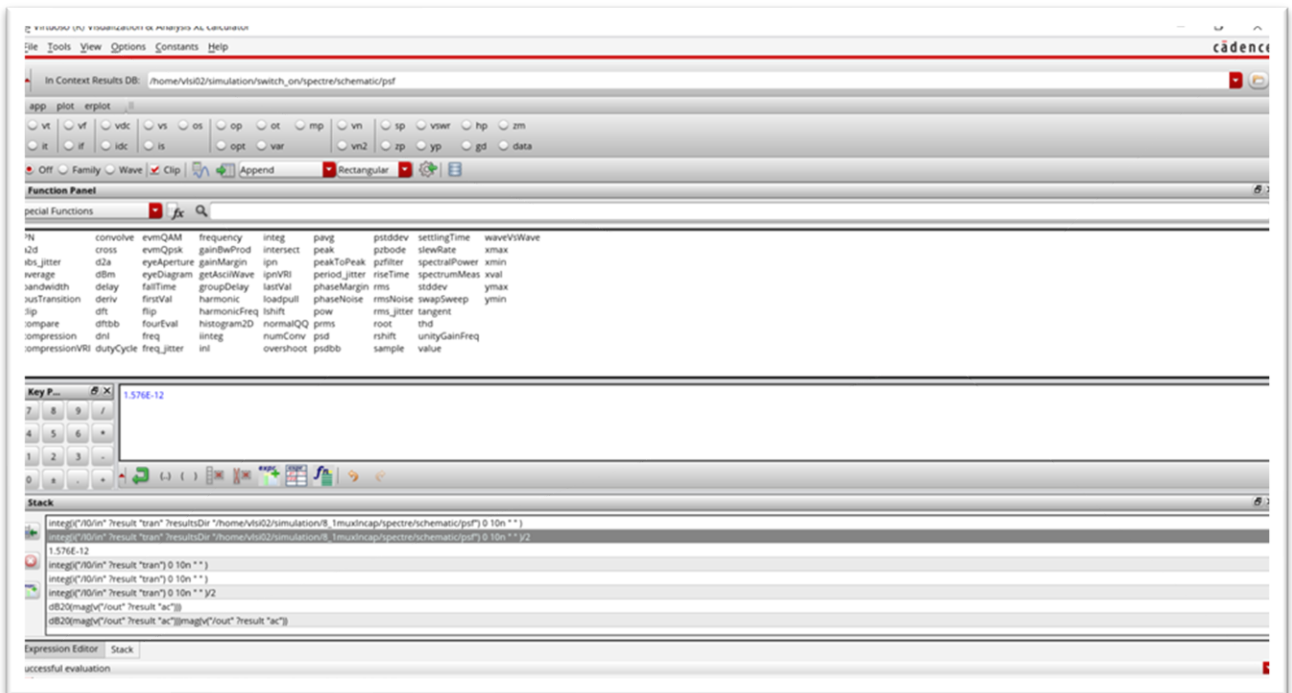 Virtuoso (R) Visualization & Analysis XL calculator
File Tools View Options Constants Help
cādence
In Context Results DB: /home/vlsi02/simulation/switch_on/spectre/schematic/psf
app plot erplot
vt vf vdc vs os op ot mp vn sp vswr hp zm
it if idc is opt var vn2 zp yp gd data
Off Family Wave Clip Append Rectangular
Function Panel
pecial Functions fx
PN convolve evmQAM frequency integ pavg pstddev settlingTime waveVsWave
a2d cross evmQpsk gainBwProd intersect peak pzbode slewRate xmax
abs_jitter d2a eyeAperture gainMargin ipn peakToPeak pzfilter spectralPower xmin
average dBm eyeDiagram getAsciiWave ipnVRI period_jitter riseTime spectrumMeas xval
bandwidth delay fallTime groupDelay lastVal phaseMargin rms stddev ymax
busTransition deriv firstVal harmonic loadpull phaseNoise rmsNoise swapSweep ymin
clip dft flip harmonicFreq lshift pow rms_jitter tangent
compare dftbb fourEval histogram2D normalQQ prms root thd
compression dnl freq iinteg numConv psd rshift unityGainFreq
compressionVRI dutyCycle freq_jitter inl overshoot psdbb sample value
Key P...
1.576E-12
7 8 9 /
4 5 6 *
1 2 3 -
0 ± . +
Stack
integ(i("/I0/in" ?result "tran" ?resultsDir "/home/vlsi02/simulation/8_1muxIncap/spectre/schematic/psf") 0 10n " " )
integ(i("/I0/in" ?result "tran" ?resultsDir "/home/vlsi02/simulation/8_1muxIncap/spectre/schematic/psf") 0 10n " " )/2
1.576E-12
integ(i("/I0/in" ?result "tran") 0 10n " " )
integ(i("/I0/in" ?result "tran") 0 10n " " )
integ(i("/I0/in" ?result "tran") 0 10n " " )/2
dB20(mag(v("/out" ?result "ac")))
dB20(mag(v("/out" ?result "ac")))mag(v("/out" ?result "ac"))
Expression Editor Stack
uccessful evaluation